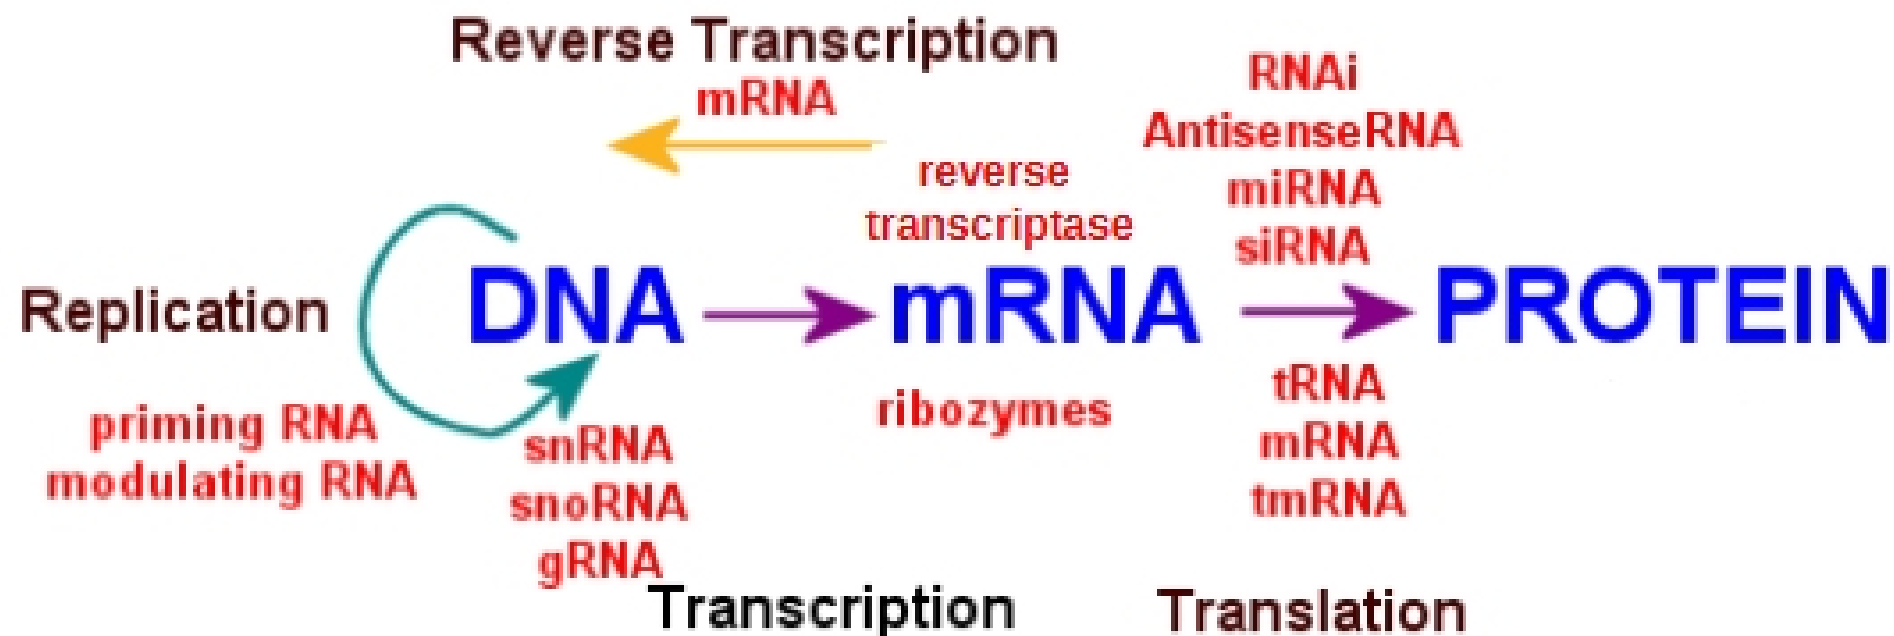 Reverse Transcription
mRNA
reverse
transcriptase
RNAi
AntisenseRNA
miRNA
siRNA
Replication
DNA
mRNA
PROTEIN
priming RNA
modulating RNA
snRNA
snoRNA
gRNA
ribozymes
tRNA
mRNA
tmRNA
Transcription
Translation